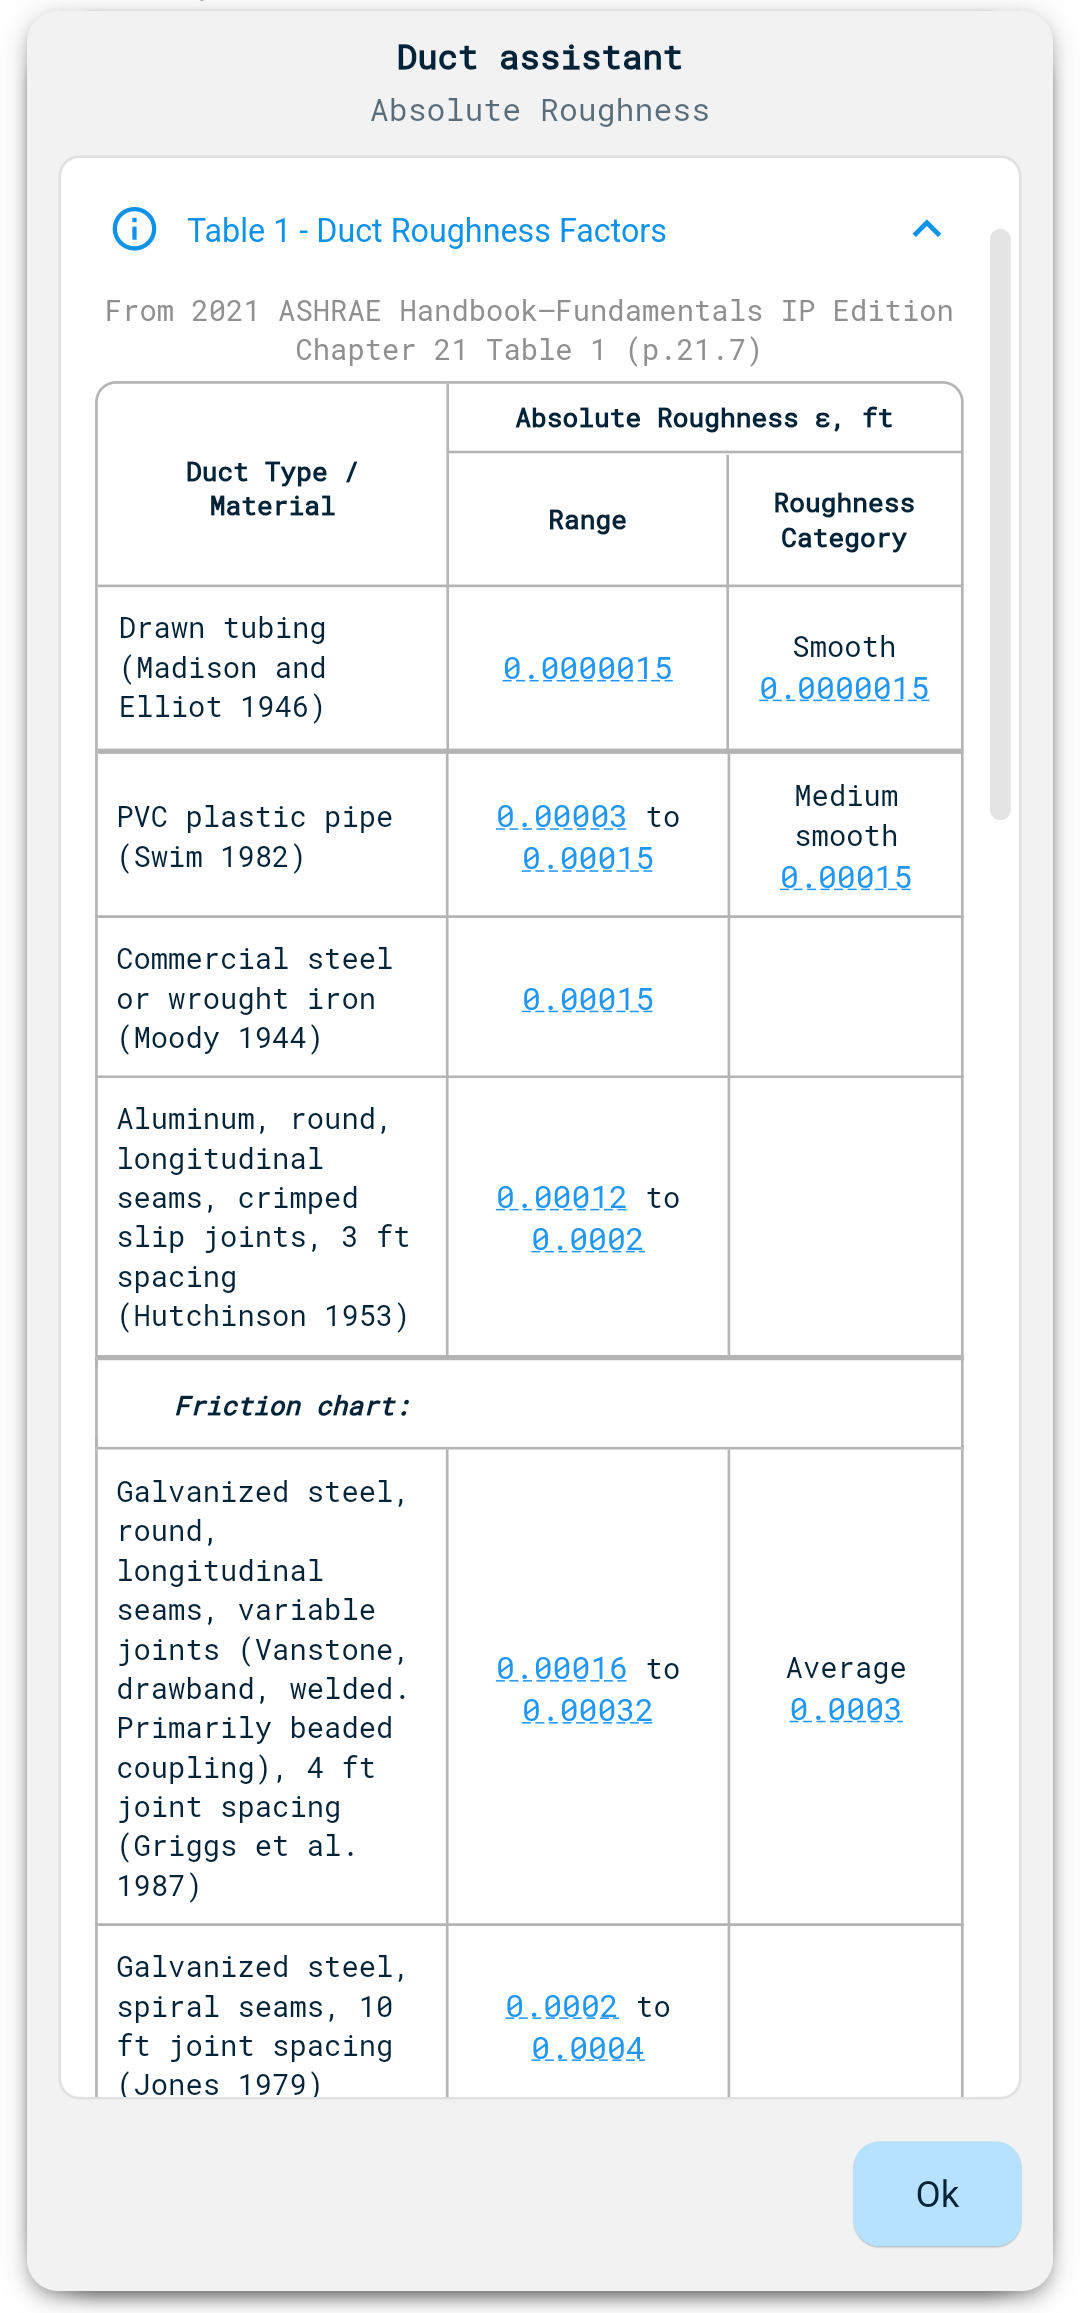 Duct assistant
Absolute Roughness
Table 1 - Duct Roughness Factors
From 2021 ASHRAE Handbook—Fundamentals IP Edition
Chapter 21 Table 1 (p.21.7)
Duct Type /
Material
Absolute Roughness ε, ft
Range
Roughness
Category
Drawn tubing
(Madison and
Elliot 1946)
0.0000015
Smooth
0.0000015
PVC plastic pipe
(Swim 1982)
0.00003 to
0.00015
Medium
smooth
0.00015
Commercial steel
or wrought iron
(Moody 1944)
0.00015
Aluminum, round,
longitudinal
seams, crimped
slip joints, 3 ft
spacing
(Hutchinson 1953)
0.00012 to
0.0002
Friction chart:
Galvanized steel,
round,
longitudinal
seams, variable
joints (Vanstone,
drawband, welded.
Primarily beaded
coupling), 4 ft
joint spacing
(Griggs et al.
1987)
0.00016 to
0.00032
Average
0.0003
Galvanized steel,
spiral seams, 10
ft joint spacing
(Jones 1979)
0.0002 to
0.0004
Ok